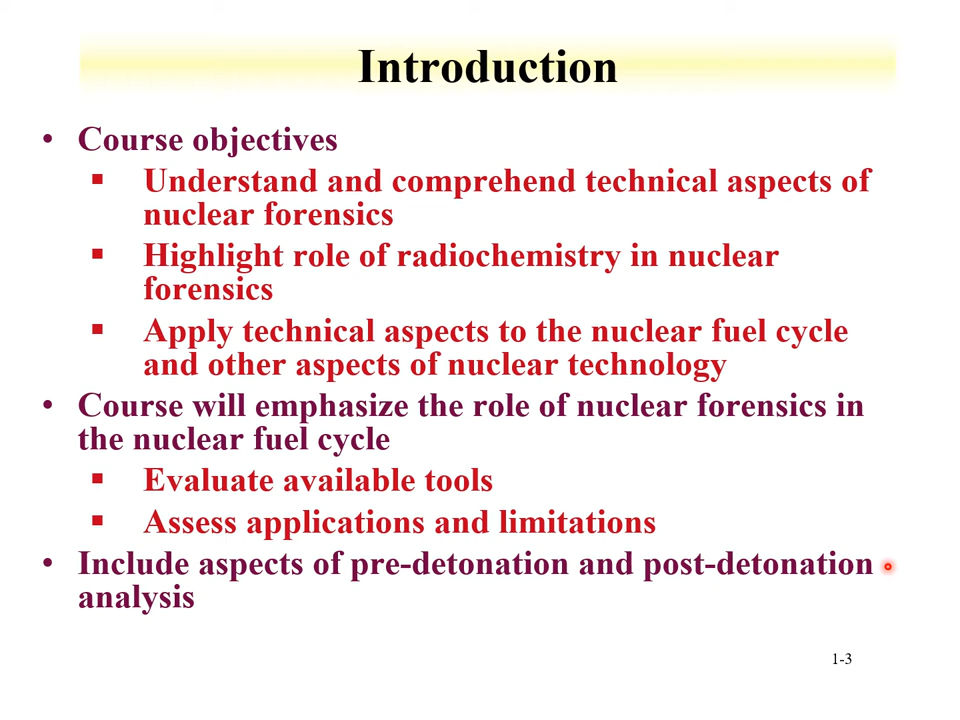 Introduction
• Course objectives
▪ Understand and comprehend technical aspects of
nuclear forensics
▪ Highlight role of radiochemistry in nuclear
forensics
▪ Apply technical aspects to the nuclear fuel cycle
and other aspects of nuclear technology
• Course will emphasize the role of nuclear forensics in
the nuclear fuel cycle
▪ Evaluate available tools
▪ Assess applications and limitations
• Include aspects of pre-detonation and post-detonation
analysis
1-3